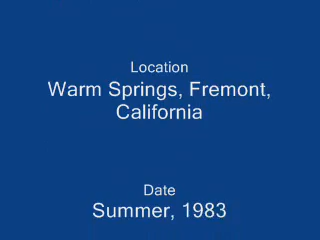 Location
Warm Springs, Fremont,
California
Date
Summer, 1983